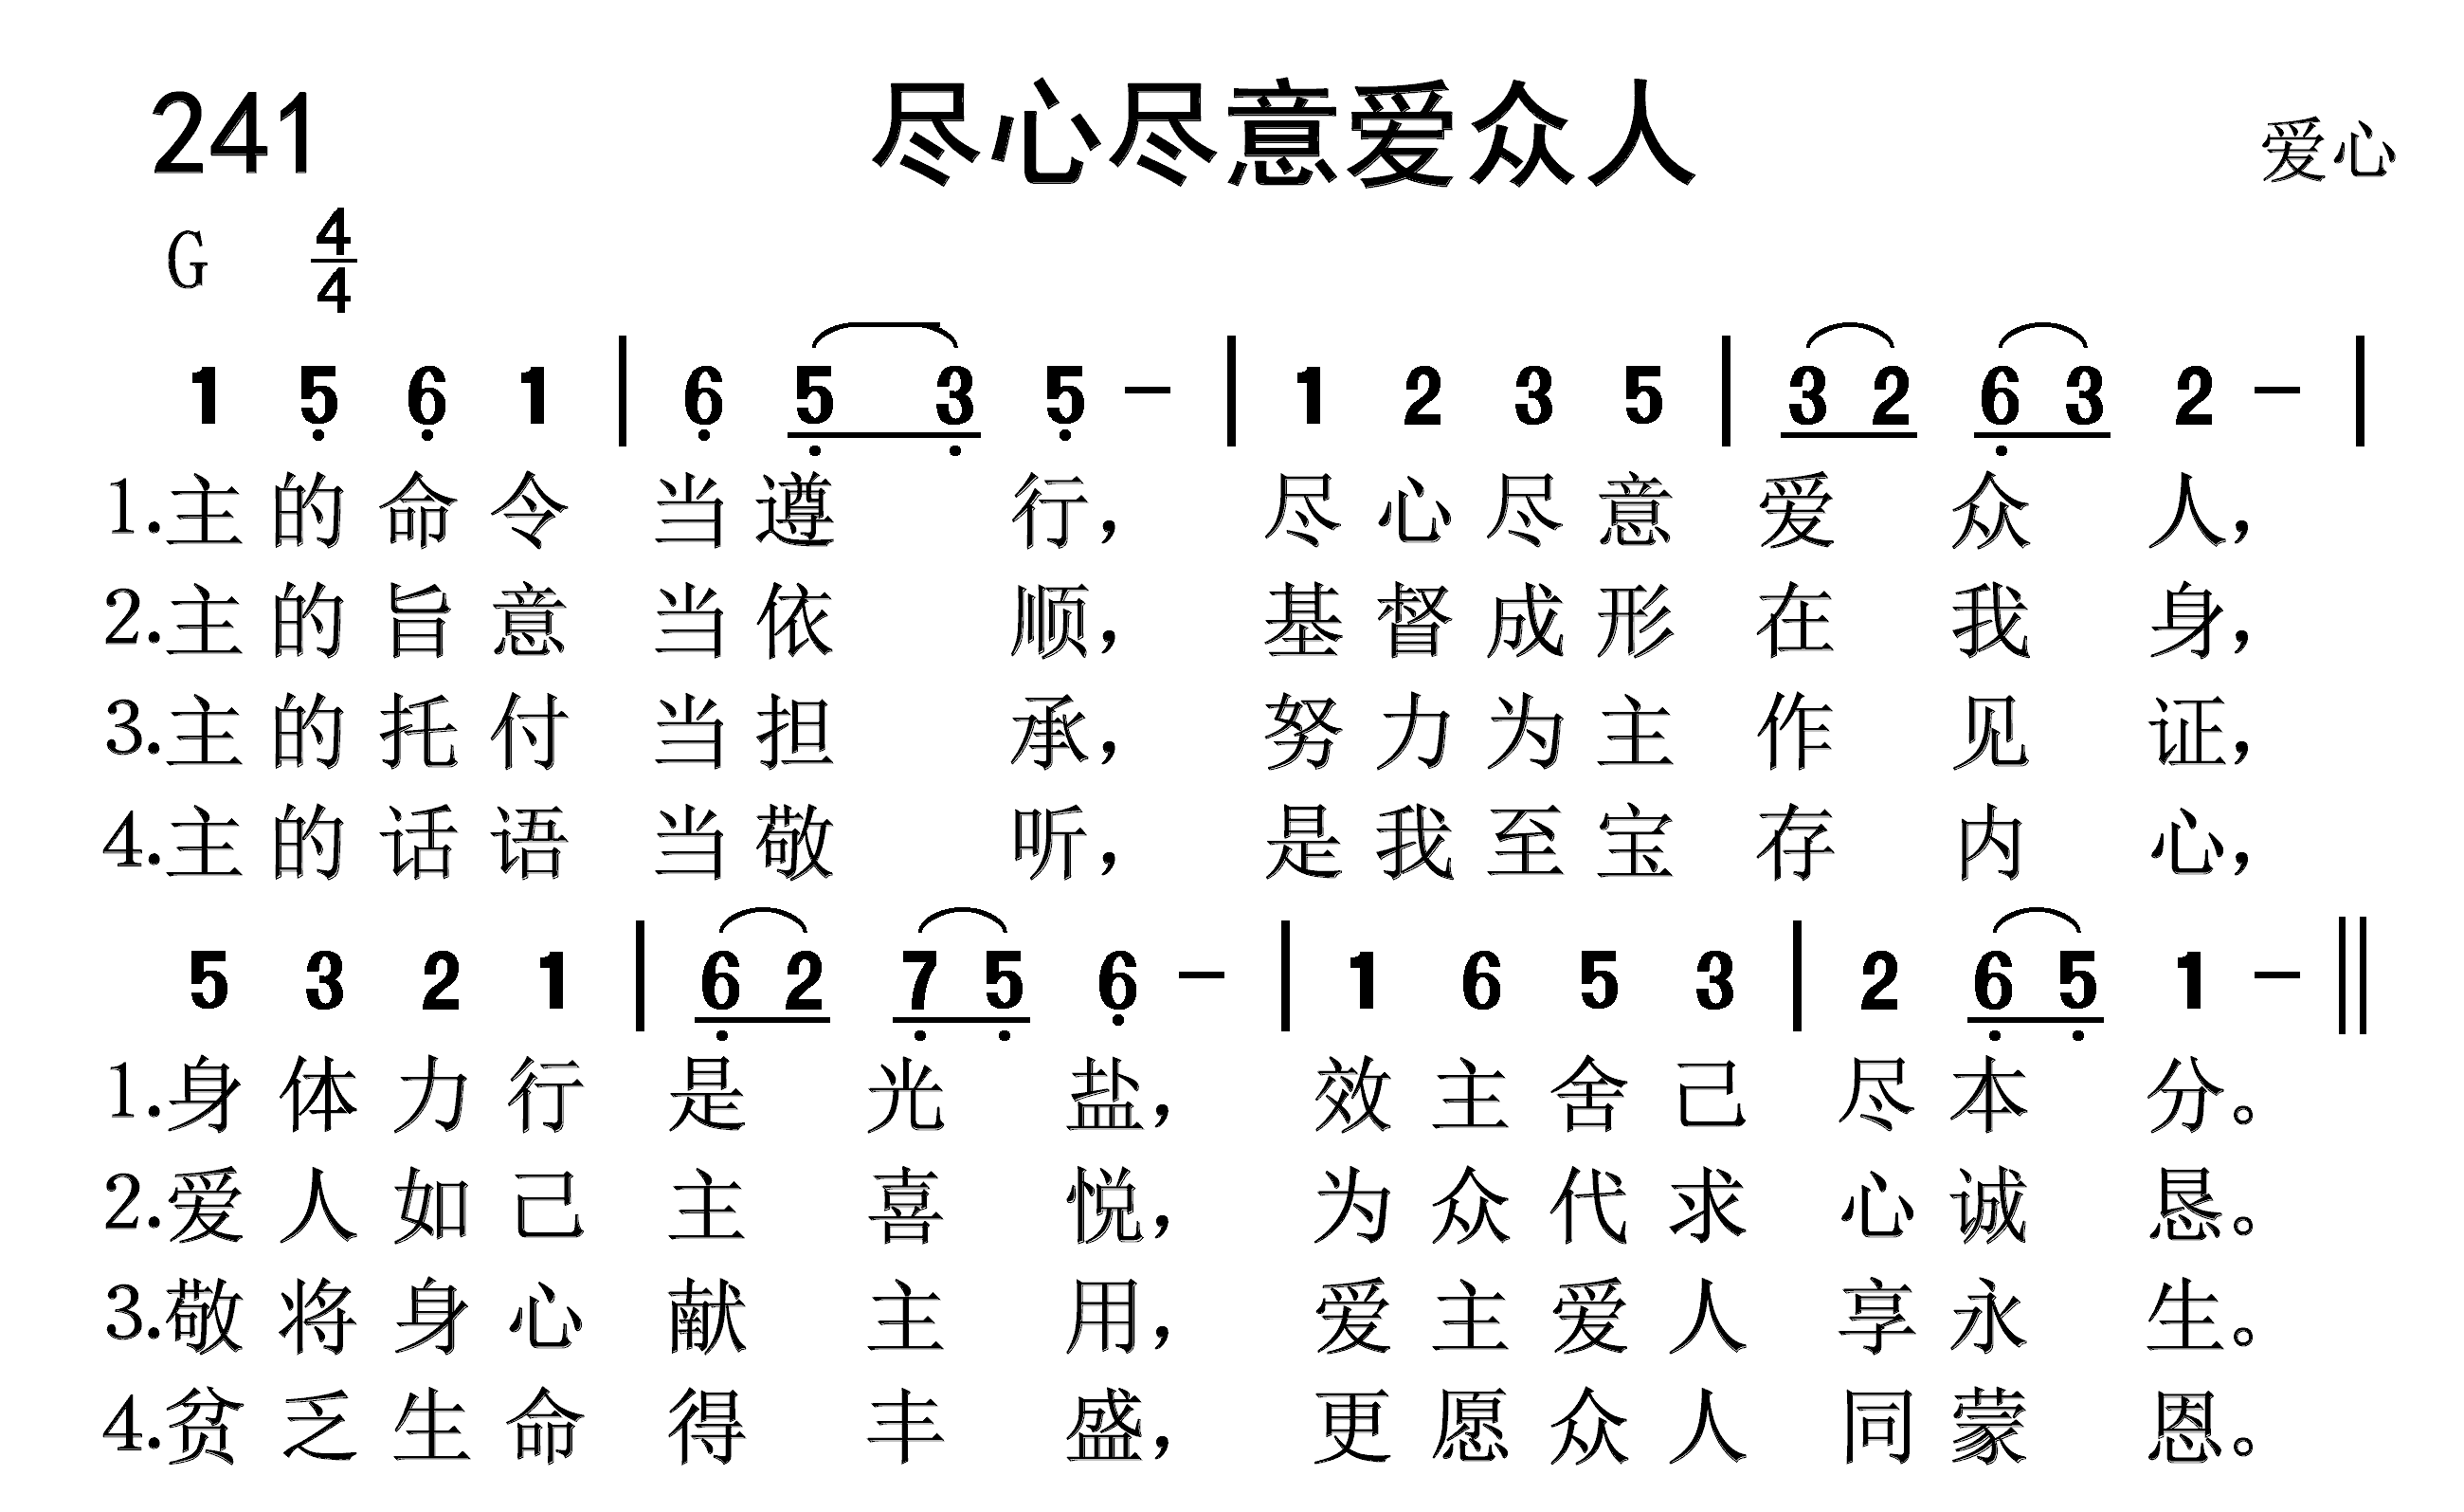 241 尽心尽意爱众人 爱心
G 4/4
1 5̣ 6̣ 1 | 6̣ 5̣ 3̣ 5̣ – | 1 2 3 5 | 3 2 6̣ 3 2 – |
1.主的命令当遵行，尽心尽意爱众人，
2.主的旨意当依顺，基督成形在我身，
3.主的托付当担承，努力为主作见证，
4.主的话语当敬听，是我至宝存内心，
5 3 2 1 | 6̣ 2 7̣ 5̣ 6̣ – | 1 6 5 3 | 2 6̣ 5̣ 1 – ‖
1.身体力行是光盐，效主舍己尽本分。
2.爱人如己主喜悦，为众代求心诚恳。
3.敬将身心献主用，爱主爱人享永生。
4.贫乏生命得丰盛，更愿众人同蒙恩。